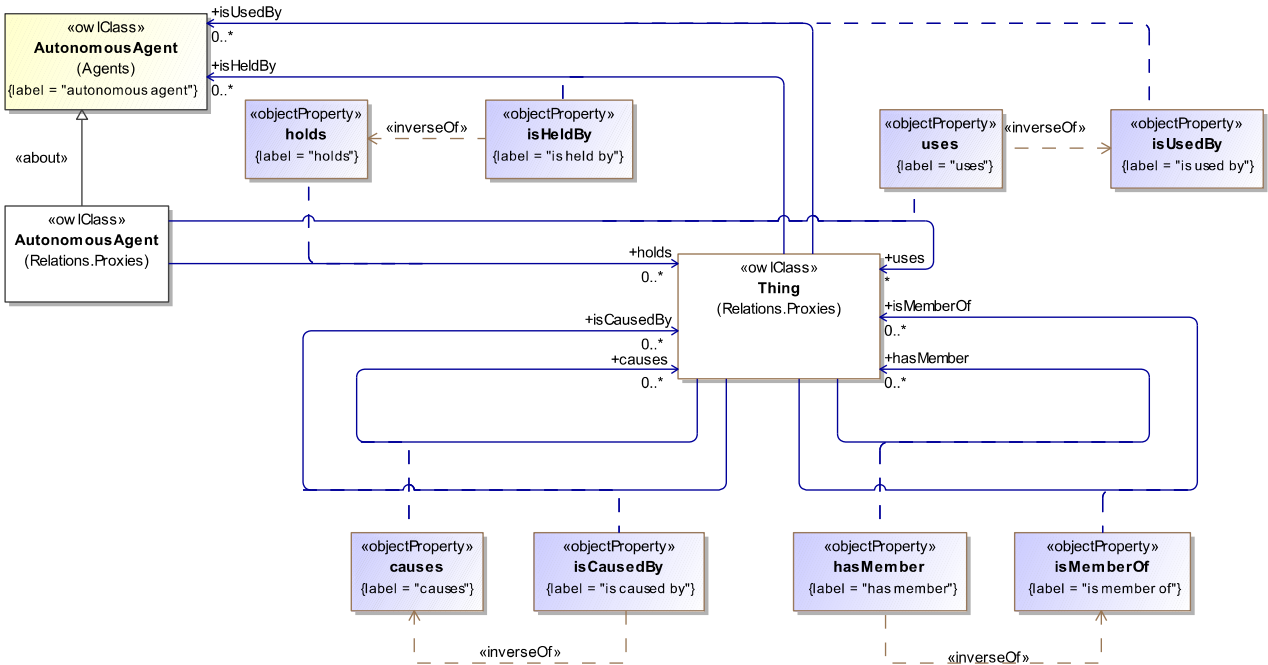 +isUsedBy
0..*
«owlClass»
AutonomousAgent
(Agents)
{label = "autonomous agent"}
+isHeldBy
0..*
«objectProperty»
holds
{label = "holds"}
«inverseOf»
«objectProperty»
isHeldBy
{label = "is held by"}
«objectProperty»
uses
{label = "uses"}
«inverseOf»
«objectProperty»
isUsedBy
{label = "is used by"}
«about»
«owlClass»
AutonomousAgent
(Relations.Proxies)
+holds
0..*
+uses
*
«owlClass»
Thing
(Relations.Proxies)
+isCausedBy
0..*
+causes
0..*
+isMemberOf
0..*
+hasMember
0..*
«objectProperty»
causes
{label = "causes"}
«objectProperty»
isCausedBy
{label = "is caused by"}
«objectProperty»
hasMember
{label = "has member"}
«objectProperty»
isMemberOf
{label = "is member of"}
«inverseOf»
«inverseOf»